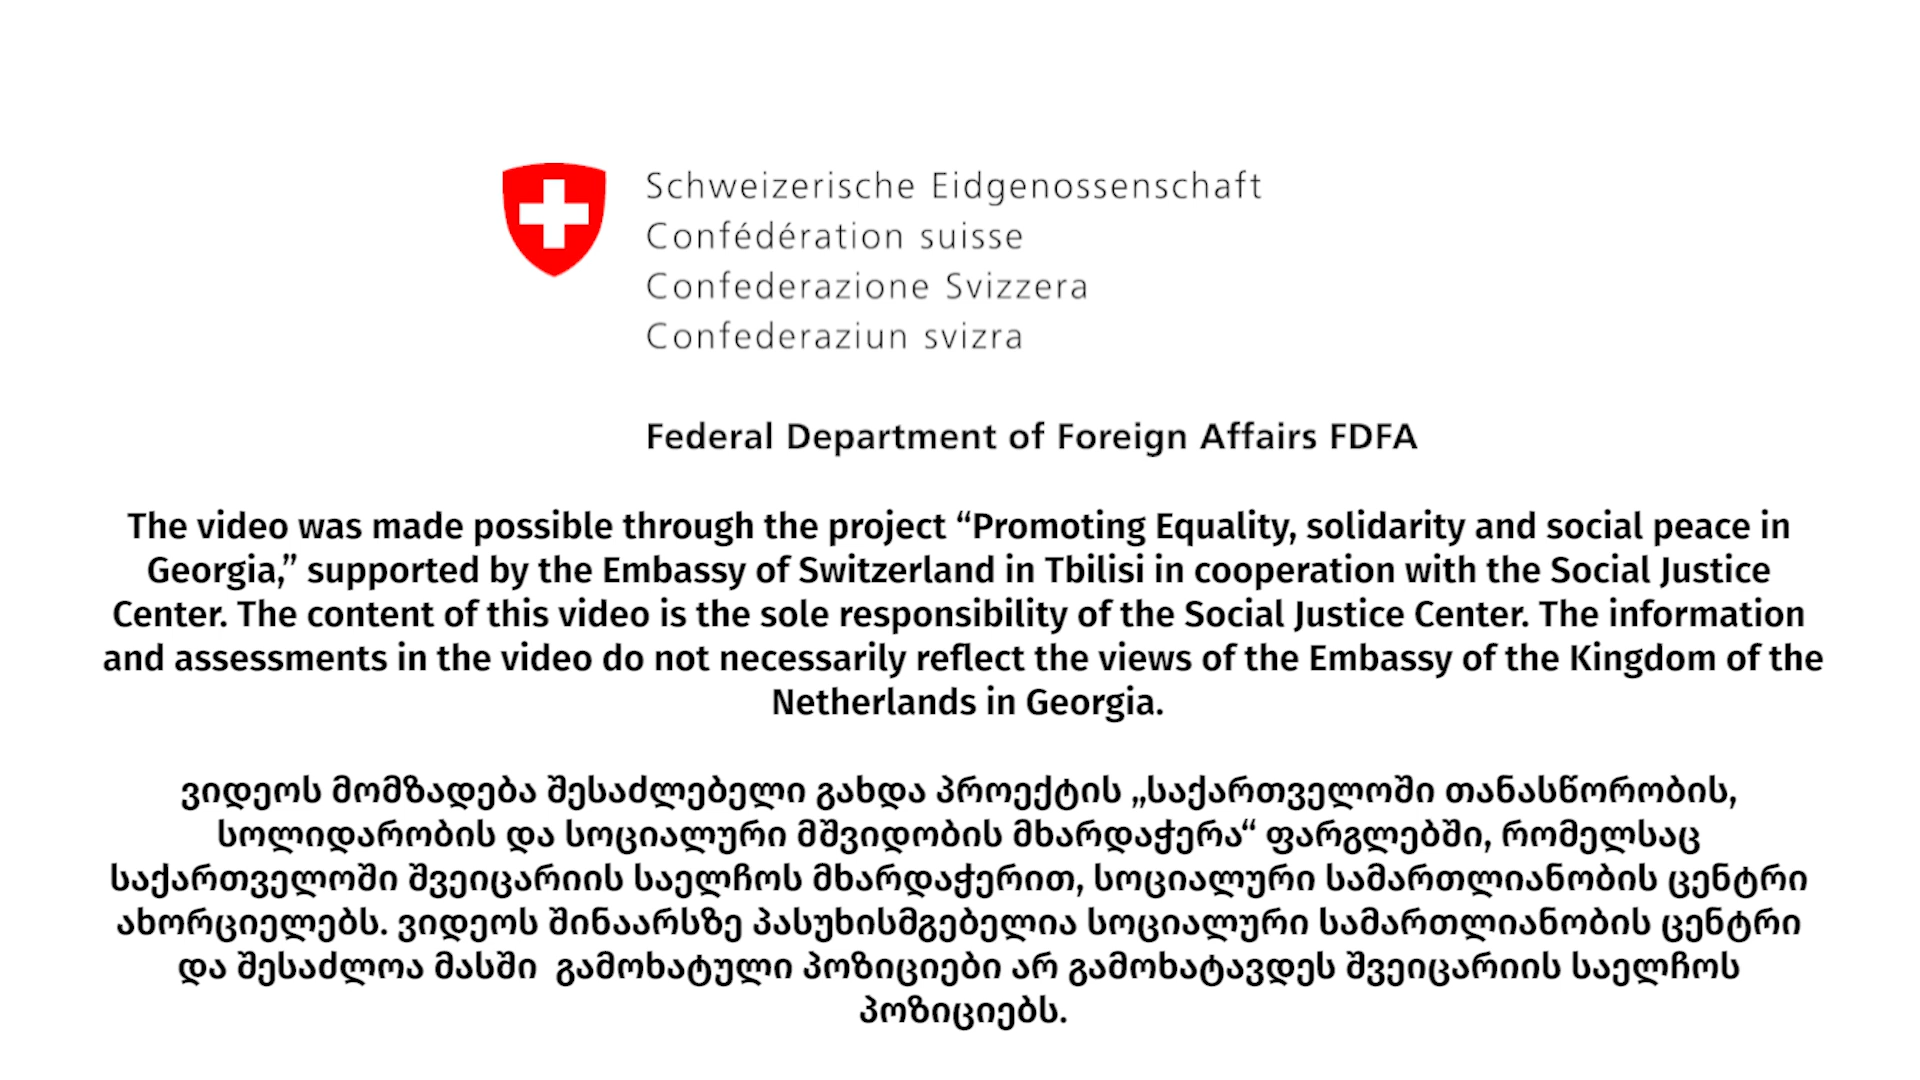 Schweizerische Eidgenossenschaft
Confédération suisse
Confederazione Svizzera
Confederaziun svizra
Federal Department of Foreign Affairs FDFA
The video was made possible through the project “Promoting Equality, solidarity and social peace in
Georgia,” supported by the Embassy of Switzerland in Tbilisi in cooperation with the Social Justice
Center. The content of this video is the sole responsibility of the Social Justice Center. The information
and assessments in the video do not necessarily reflect the views of the Embassy of the Kingdom of the
Netherlands in Georgia.
ვიდეოს მომზადება შესაძლებელი გახდა პროექტის „საქართველოში თანასწორობის,
სოლიდარობის და სოციალური მშვიდობის მხარდაჭერა“ ფარგლებში, რომელსაც
საქართველოში შვეიცარიის საელჩოს მხარდაჭერით, სოციალური სამართლიანობის ცენტრი
ახორციელებს. ვიდეოს შინაარსზე პასუხისმგებელია სოციალური სამართლიანობის ცენტრი
და შესაძლოა მასში  გამოხატული პოზიციები არ გამოხატავდეს შვეიცარიის საელჩოს
პოზიციებს.